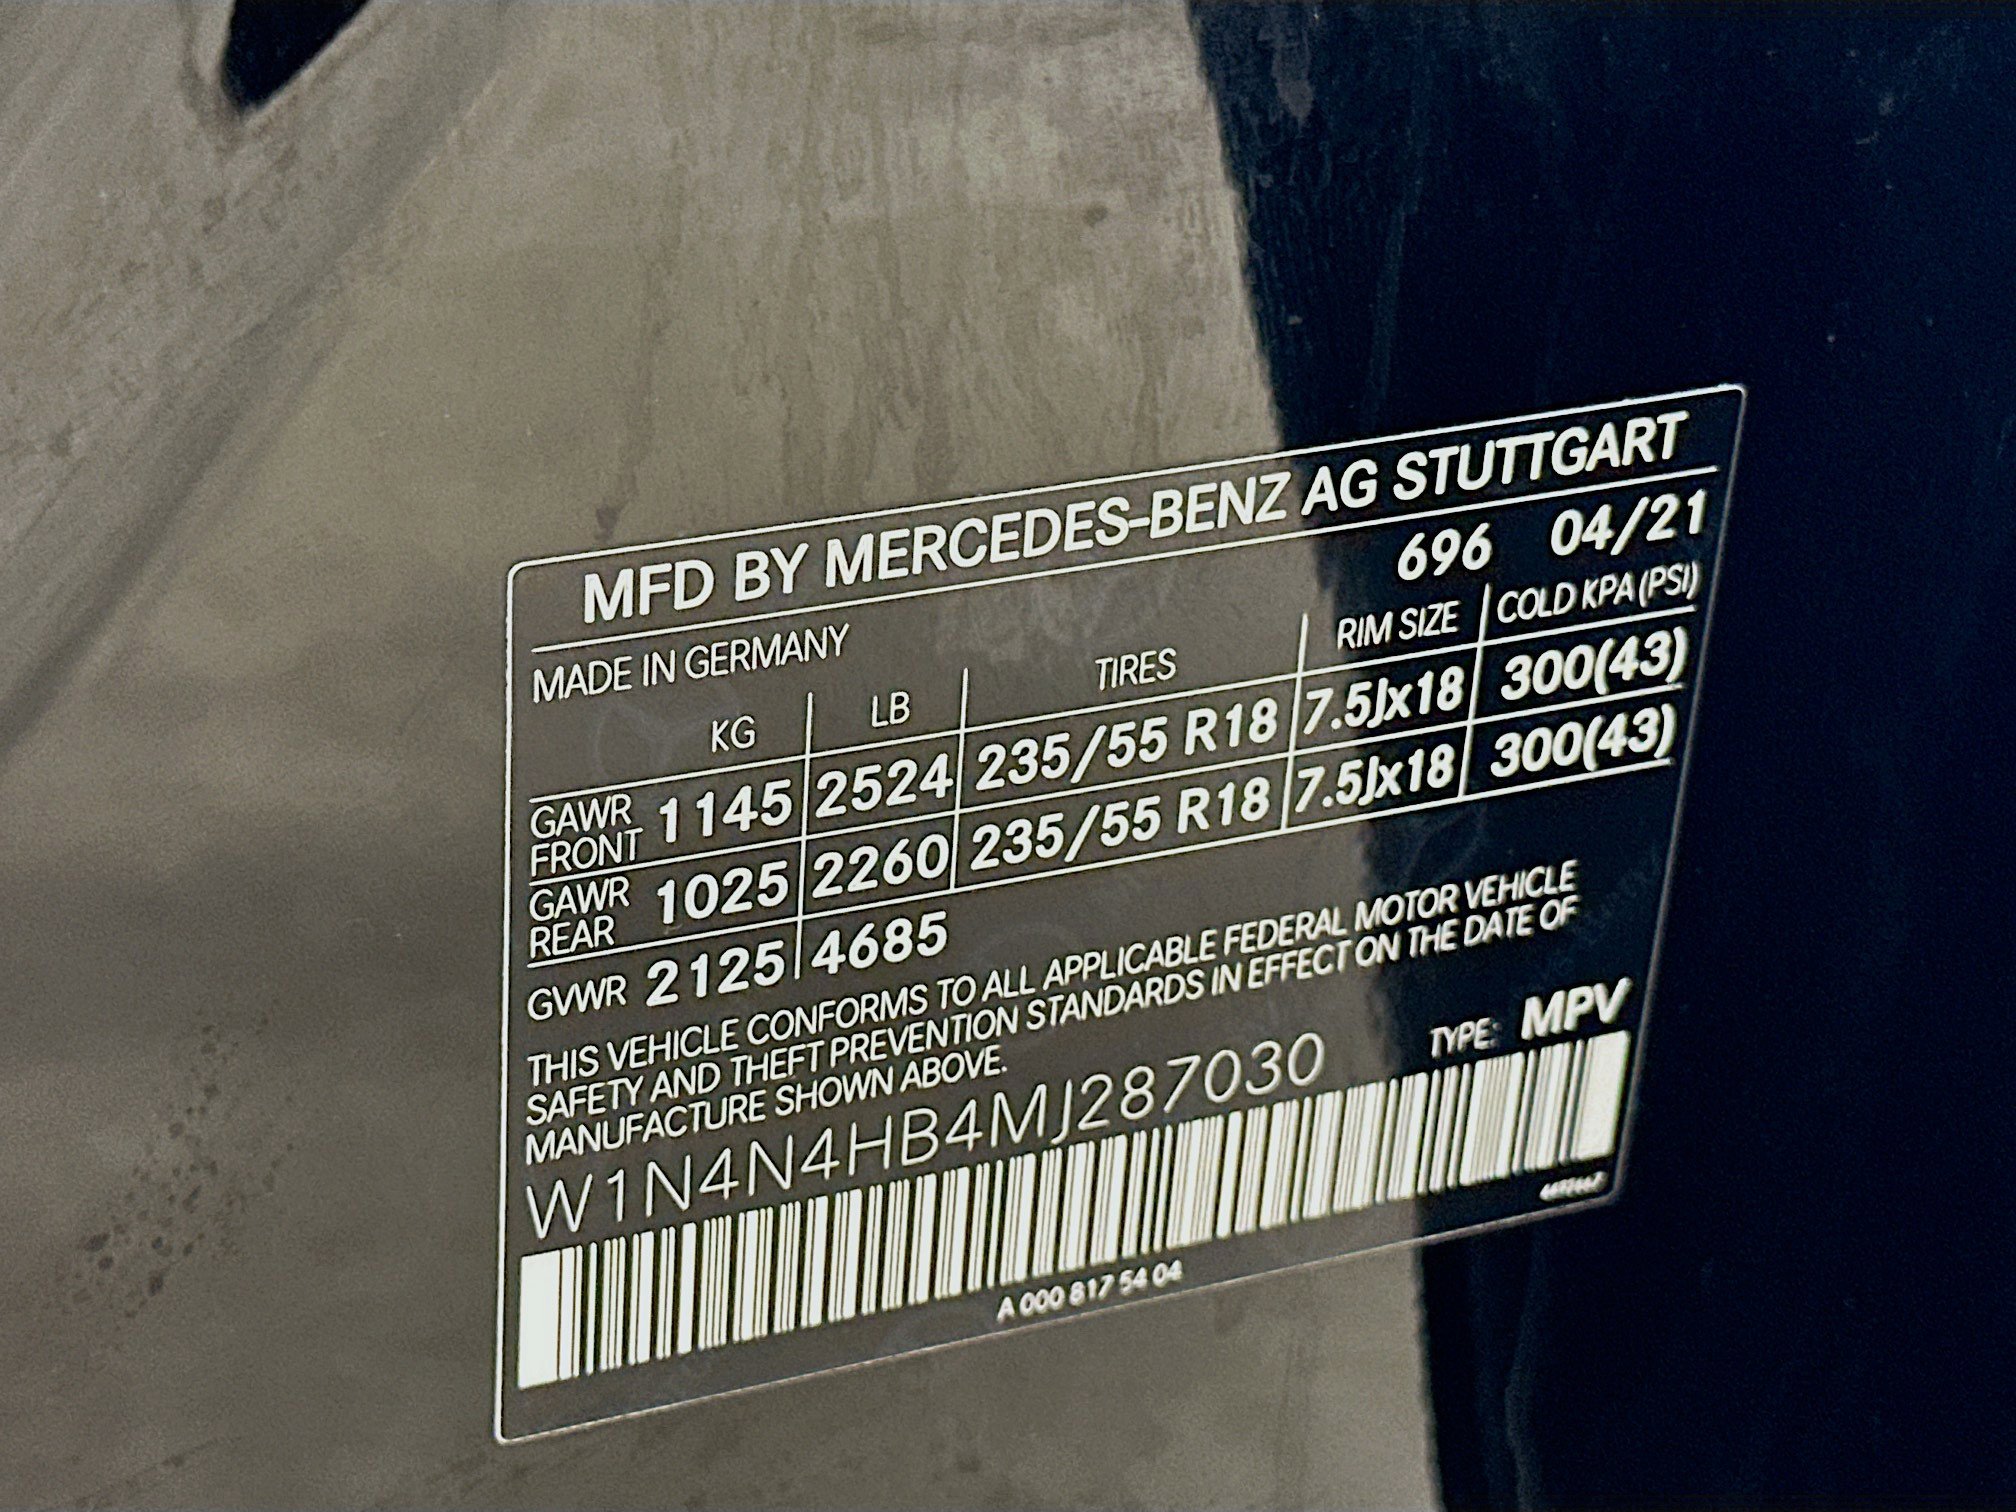 MFD BY MERCEDES-BENZ AG STUTTGART
MADE IN GERMANY 696 04/21
KG LB TIRES RIM SIZE COLD KPA (PSI)
GAWR FRONT 1145 2524 235/55 R18 7.5Jx18 300(43)
GAWR REAR 1025 2260 235/55 R18 7.5Jx18 300(43)
GVWR 2125 4685
THIS VEHICLE CONFORMS TO ALL APPLICABLE FEDERAL MOTOR VEHICLE
SAFETY AND THEFT PREVENTION STANDARDS IN EFFECT ON THE DATE OF
MANUFACTURE SHOWN ABOVE.
TYPE: MPV
W1N4N4HB4MJ287030
A 000 817 54 04